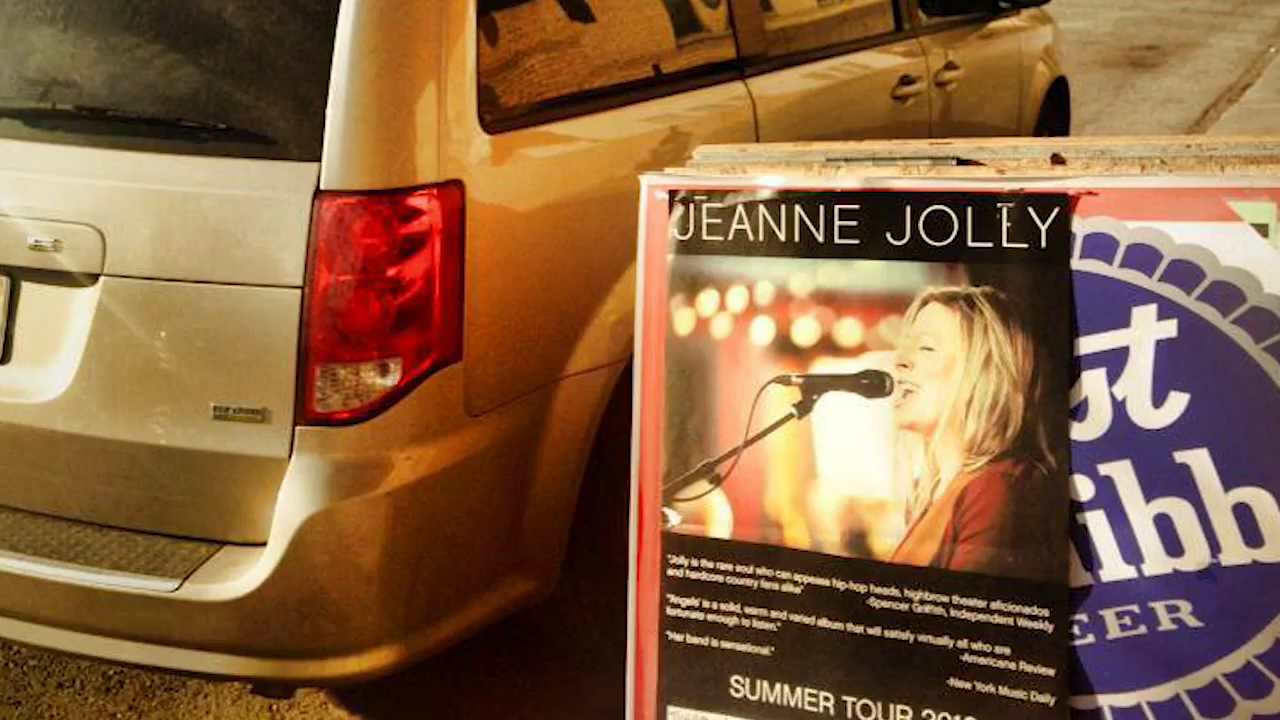 JEANNE JOLLY
"Jolly is the rare soul who can appease hip-hop heads, highbrow theater aficionados
and hardcore country fans alike"
-Spencer Griffith, Independent Weekly
"Angels' is a solid, warm and varied album that will satisfy virtually all who are
fortunate enough to listen."
-Americana Review
"Her band is sensational."
-New York Music Daily
SUMMER TOUR
st
ibb
EER